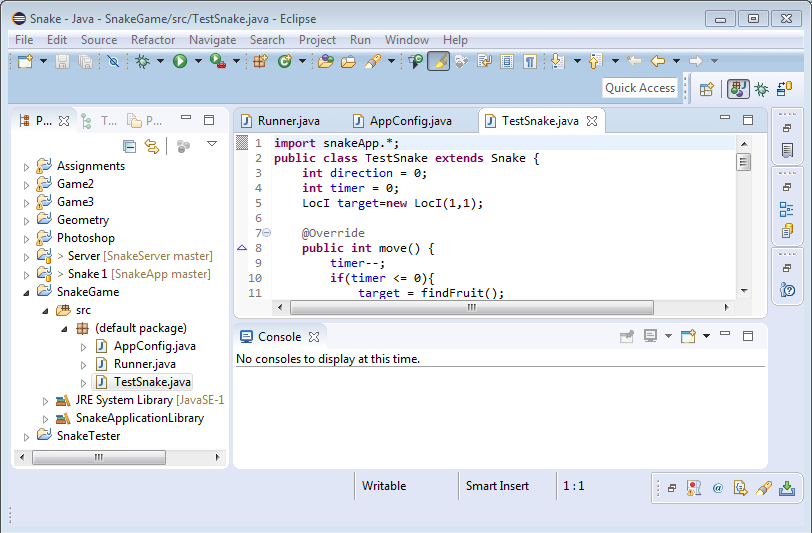 Snake - Java - SnakeGame/src/TestSnake.java - Eclipse
File Edit Source Refactor Navigate Search Project Run Window Help
Quick Access
P... T... P...
Assignments
Game2
Game3
Geometry
Photoshop
> Server [SnakeServer master]
> Snake1 [SnakeApp master]
SnakeGame
src
(default package)
AppConfig.java
Runner.java
TestSnake.java
JRE System Library [JavaSE-1
SnakeApplicationLibrary
SnakeTester
Runner.java AppConfig.java TestSnake.java
1 import snakeApp.*;
2 public class TestSnake extends Snake {
3 int direction = 0;
4 int timer = 0;
5 LocI target=new LocI(1,1);
6
7 @Override
8 public int move() {
9 timer--;
10 if(timer <= 0){
11 target = findFruit();
Console
No consoles to display at this time.
Writable Smart Insert 1 : 1